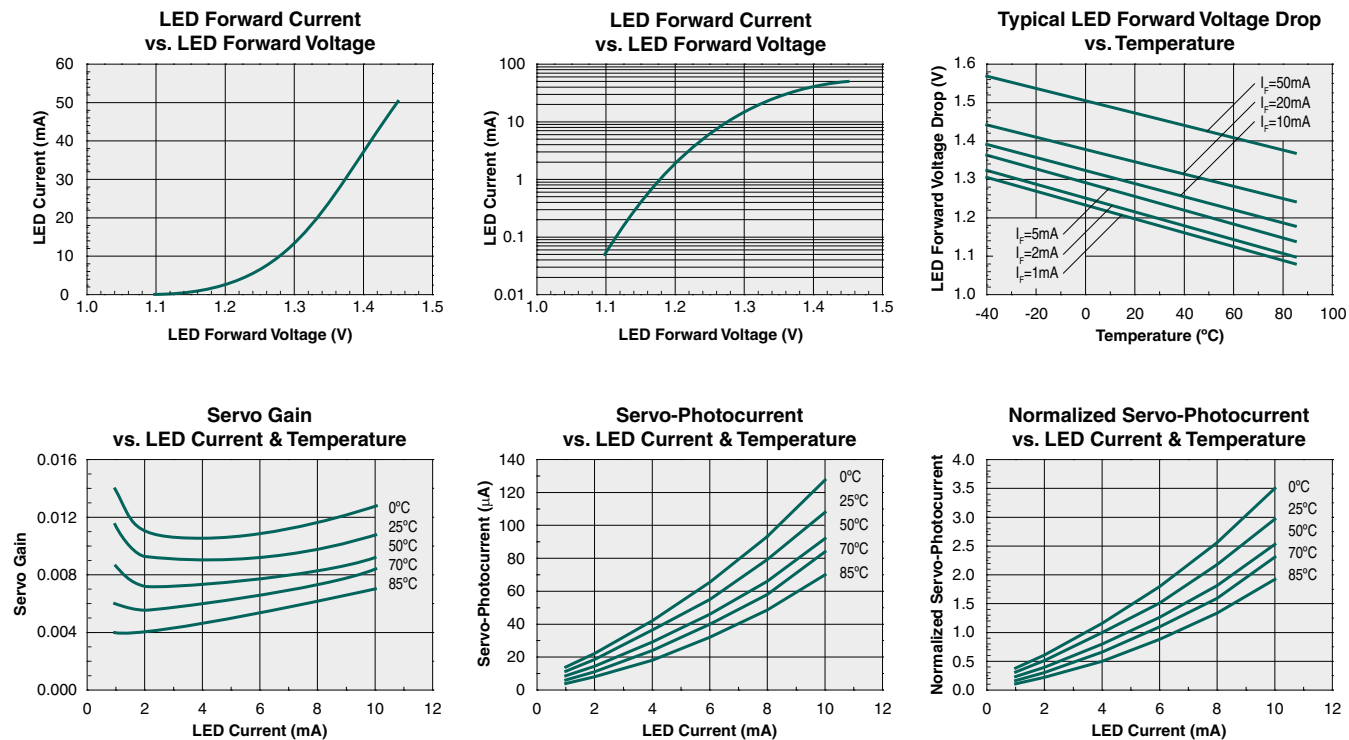 LED Forward Current
vs. LED Forward Voltage
60
50
40
30
20
10
0
LED Current (mA)
1.0 1.1 1.2 1.3 1.4 1.5
LED Forward Voltage (V)
LED Forward Current
vs. LED Forward Voltage
100
10
1
0.1
0.01
LED Current (mA)
1.0 1.1 1.2 1.3 1.4 1.5
LED Forward Voltage (V)
Typical LED Forward Voltage Drop
vs. Temperature
1.6
1.5
1.4
1.3
1.2
1.1
1.0
LED Forward Voltage Drop (V)
IF=50mA
IF=20mA
IF=10mA
IF=5mA
IF=2mA
IF=1mA
-40 -20 0 20 40 60 80 100
Temperature (ºC)
Servo Gain
vs. LED Current & Temperature
0.016
0.012
0.008
0.004
0.000
Servo Gain
0ºC
25ºC
50ºC
70ºC
85ºC
0 2 4 6 8 10 12
LED Current (mA)
Servo-Photocurrent
vs. LED Current & Temperature
140
120
100
80
60
40
20
0
Servo-Photocurrent (μA)
0ºC
25ºC
50ºC
70ºC
85ºC
0 2 4 6 8 10 12
LED Current (mA)
Normalized Servo-Photocurrent
vs. LED Current & Temperature
4.0
3.5
3.0
2.5
2.0
1.5
1.0
0.5
0.0
Normalized Servo-Photocurrent
0ºC
25ºC
50ºC
70ºC
85ºC
0 2 4 6 8 10 12
LED Current (mA)